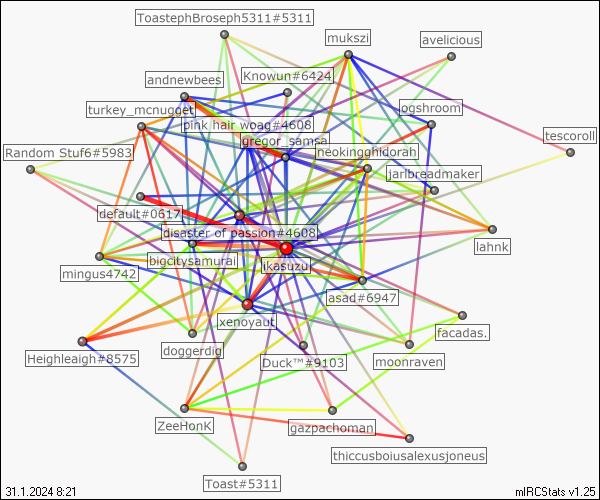 ToastephBroseph5311#5311
mukszi
avelicious
andnewbees
Knowun#6424
turkey_mcnugget
ogshroom
pink hair woag#4608
gregor_samsa
tescoroll
Random Stuf6#5983
neokingghidorah
jarlbreadmaker
default#0617
disaster of passion#4608
lahnk
mingus4742
bigcitysamurai
ikasuzu
asad#6947
xenoyaut
facadas.
Heighleaigh#8575
doggerdig
Duck™#9103
moonraven
ZeeHonK
gazpachoman
thiccusboiusalexusjoneus
Toast#5311
31.1.2024 8:21
mIRCStats v1.25